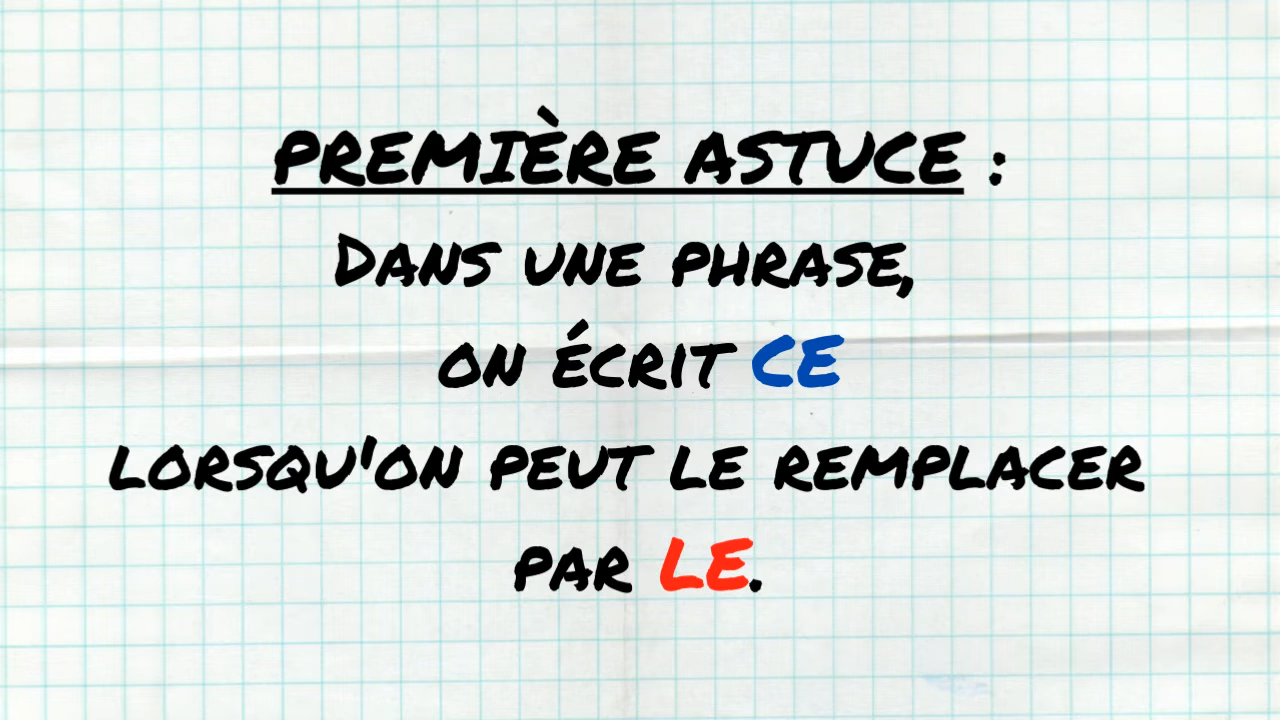 PREMIÈRE ASTUCE :
DANS UNE PHRASE,
ON ÉCRIT CE
LORSQU'ON PEUT LE REMPLACER
PAR LE.